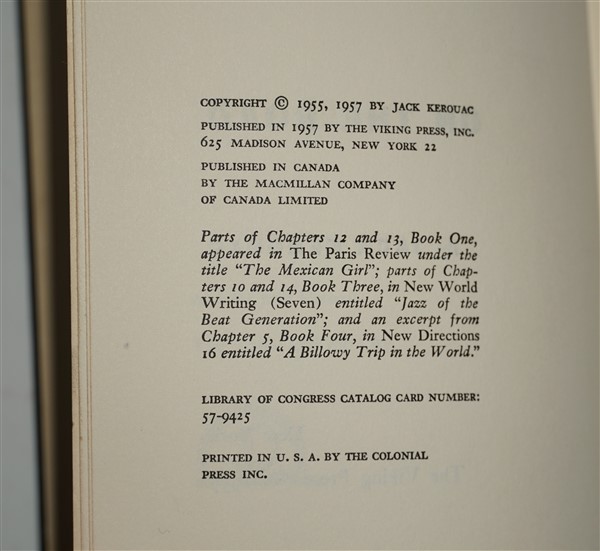 COPYRIGHT © 1955, 1957 BY JACK KEROUAC
PUBLISHED IN 1957 BY THE VIKING PRESS, INC.
625 MADISON AVENUE, NEW YORK 22
PUBLISHED IN CANADA
BY THE MACMILLAN COMPANY
OF CANADA LIMITED
Parts of Chapters 12 and 13, Book One,
appeared in The Paris Review under the
title "The Mexican Girl"; parts of Chap-
ters 10 and 14, Book Three, in New World
Writing (Seven) entitled "Jazz of the
Beat Generation"; and an excerpt from
Chapter 5, Book Four, in New Directions
16 entitled "A Billowy Trip in the World."
LIBRARY OF CONGRESS CATALOG CARD NUMBER:
57-9425
PRINTED IN U. S. A. BY THE COLONIAL
PRESS INC.